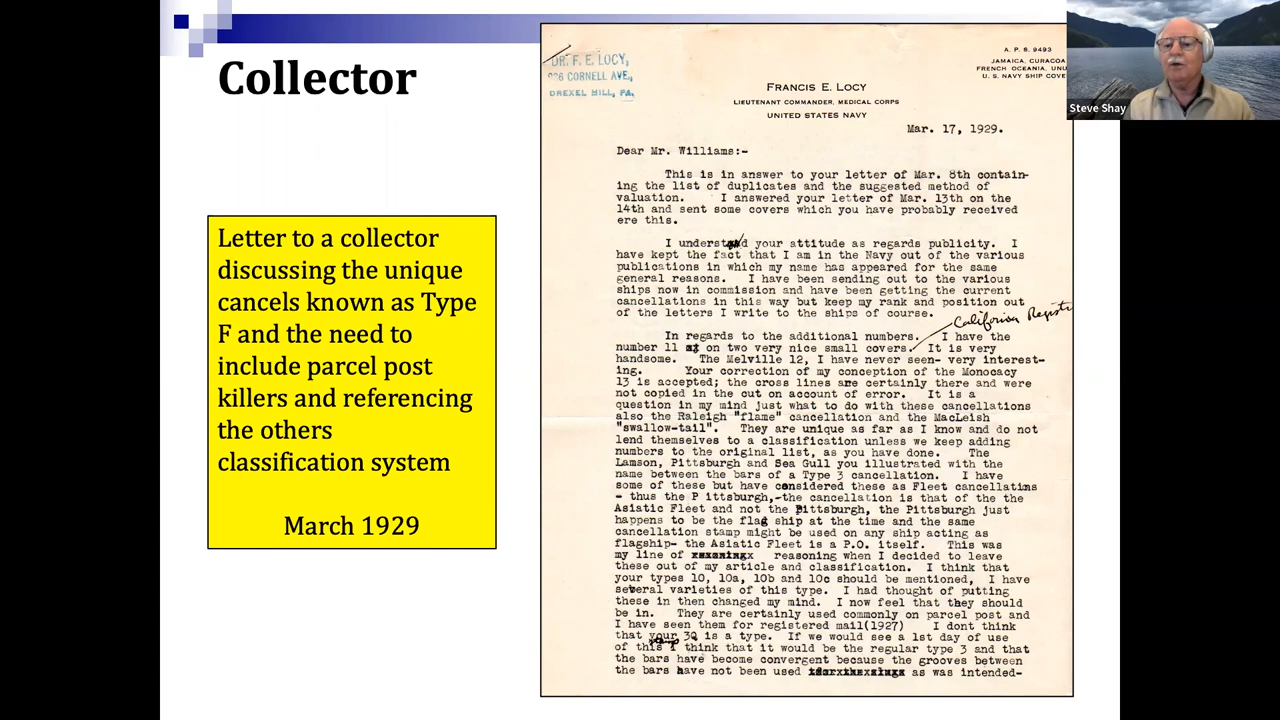 Collector
Letter to a collector
discussing the unique
cancels known as Type
F and the need to
include parcel post
killers and referencing
the others
classification system
March 1929
DR. F. E. LOCY,
CORNELL AVE.,
DREXEL HILL, PA.
A. P. S. 9493
JAMAICA, CURACOA
FRENCH OCEANIA,
U. S. NAVY SHIP
FRANCIS E. LOCY
LIEUTENANT COMMANDER, MEDICAL CORPS
UNITED STATES NAVY
Mar. 17, 1929.
Dear Mr. Williams:-
This is in answer to your letter of Mar. 8th contain-
ing the list of duplicates and the suggested method of
valuation. I answered your letter of Mar. 13th on the
14th and sent some covers which you have probably received
ere this.
I understand your attitude as regards publicity. I
have kept the fact that I am in the Navy out of the various
publications in which my name has appeared for the same
general reasons. I have been sending out to the various
ships now in commission and have been getting the current
cancellations in this way but keep my rank and position out
of the letters I write to the ships of course.
California
In regards to the additional numbers. I have the
number 11 on two very nice small covers. It is very
handsome. The Melville 12, I have never seen- very interest-
ing. Your correction of my conception of the Monocacy
13 is accepted; the cross lines are certainly there and were
not copied in the cut on account of error. It is a
question in my mind just what to do with these cancellations
also the Raleigh "flame" cancellation and the MacLeish
"swallow-tail". They are unique as far as I know and do not
lend themselves to a classification unless we keep adding
numbers to the original list, as you have done. The
Lamson, Pittsburgh and Sea Gull you illustrated with the
name between the bars of a Type 3 cancellation. I have
some of these but have considered these as Fleet cancellatins
- thus the P ittsburgh,-the cancellation is that of the the
Asiatic Fleet and not the Pittsburgh, the Pittsburgh just
happens to be the flag ship at the time and the same
cancellation stamp might be used on any ship acting as
flagship- the Asiatic Fleet is a P.O. itself. This was
my line of reasoning when I decided to leave
these out of my article and classification. I think that
your types 10, 10a, 10b and 10c should be mentioned, I have
several varieties of this type. I had thought of putting
these in then changed my mind. I now feel that they should
be in. They are certainly used commonly on parcel post and
I have seen them for registered mail(1927) I dont think
that your is a type. If we would see a 1st day of use
of this I think that it would be the regular type 3 and that
the bars have become convergent because the grooves between
the bars have not been used as was intended-
Steve Shay